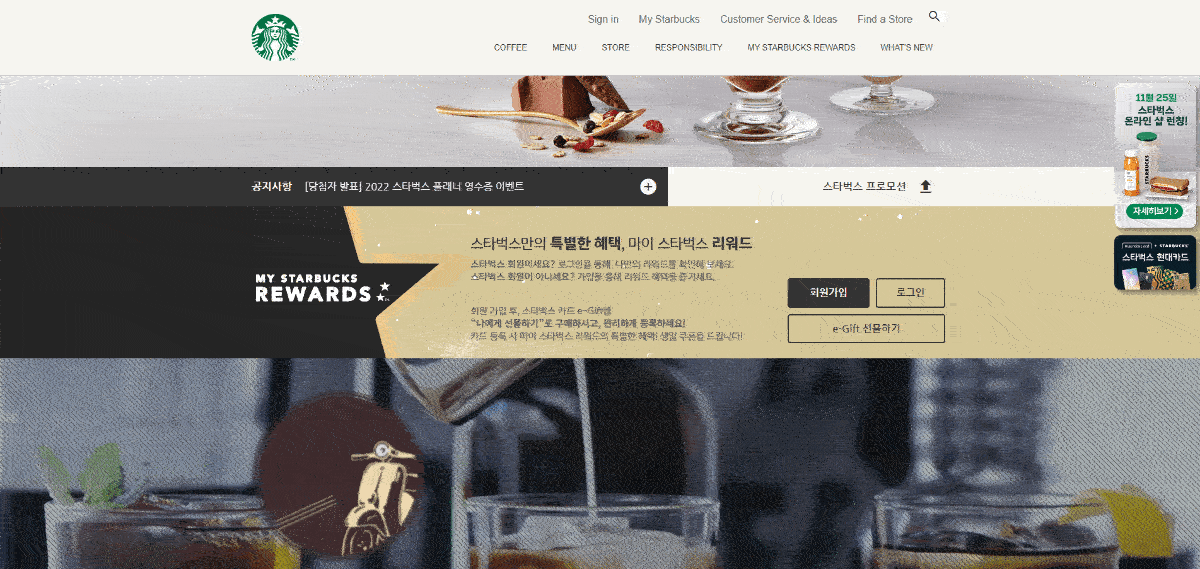 Sign in My Starbucks Customer Service & Ideas Find a Store
COFFEE MENU STORE RESPONSIBILITY MY STARBUCKS REWARDS WHAT'S NEW
11월 25일
스타벅스
온라인 샵 런칭!
STARBUCKS
자세히보기 >
공지사항 [당첨자 발표] 2022 스타벅스 플래너 영수증 이벤트
스타벅스 프로모션
스타벅스 현대카드
MY STARBUCKS
REWARDS
스타벅스만의 특별한 혜택, 마이 스타벅스 리워드
스타벅스 회원이세요? 로그인을 통해 나만의 리워드를 확인해보세요.
스타벅스 회원이 아니세요? 가입을 통해 리워드 혜택을 즐기세요.
회원 가입 후, 스타벅스 카드 e-Gift를
"나에게 선물하기"로 구매하시고, 편리하게 등록하세요!
카드 등록 시 마이 스타벅스 리워드의 특별한 혜택!
회원가입
로그인
e-Gift 선물하기